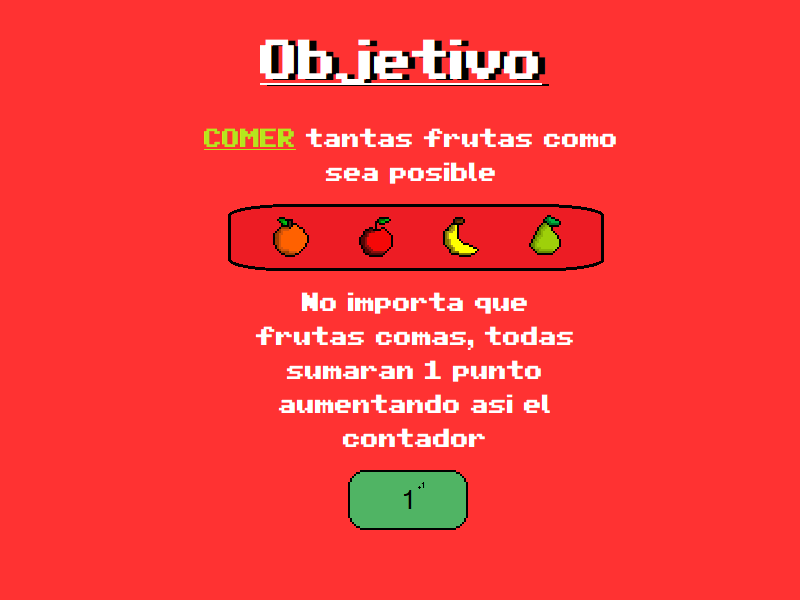 Objetivo
COMER tantas frutas como
sea posible
No importa que
frutas comas, todas
sumaran 1 punto
aumentando asi el
contador
1 +1